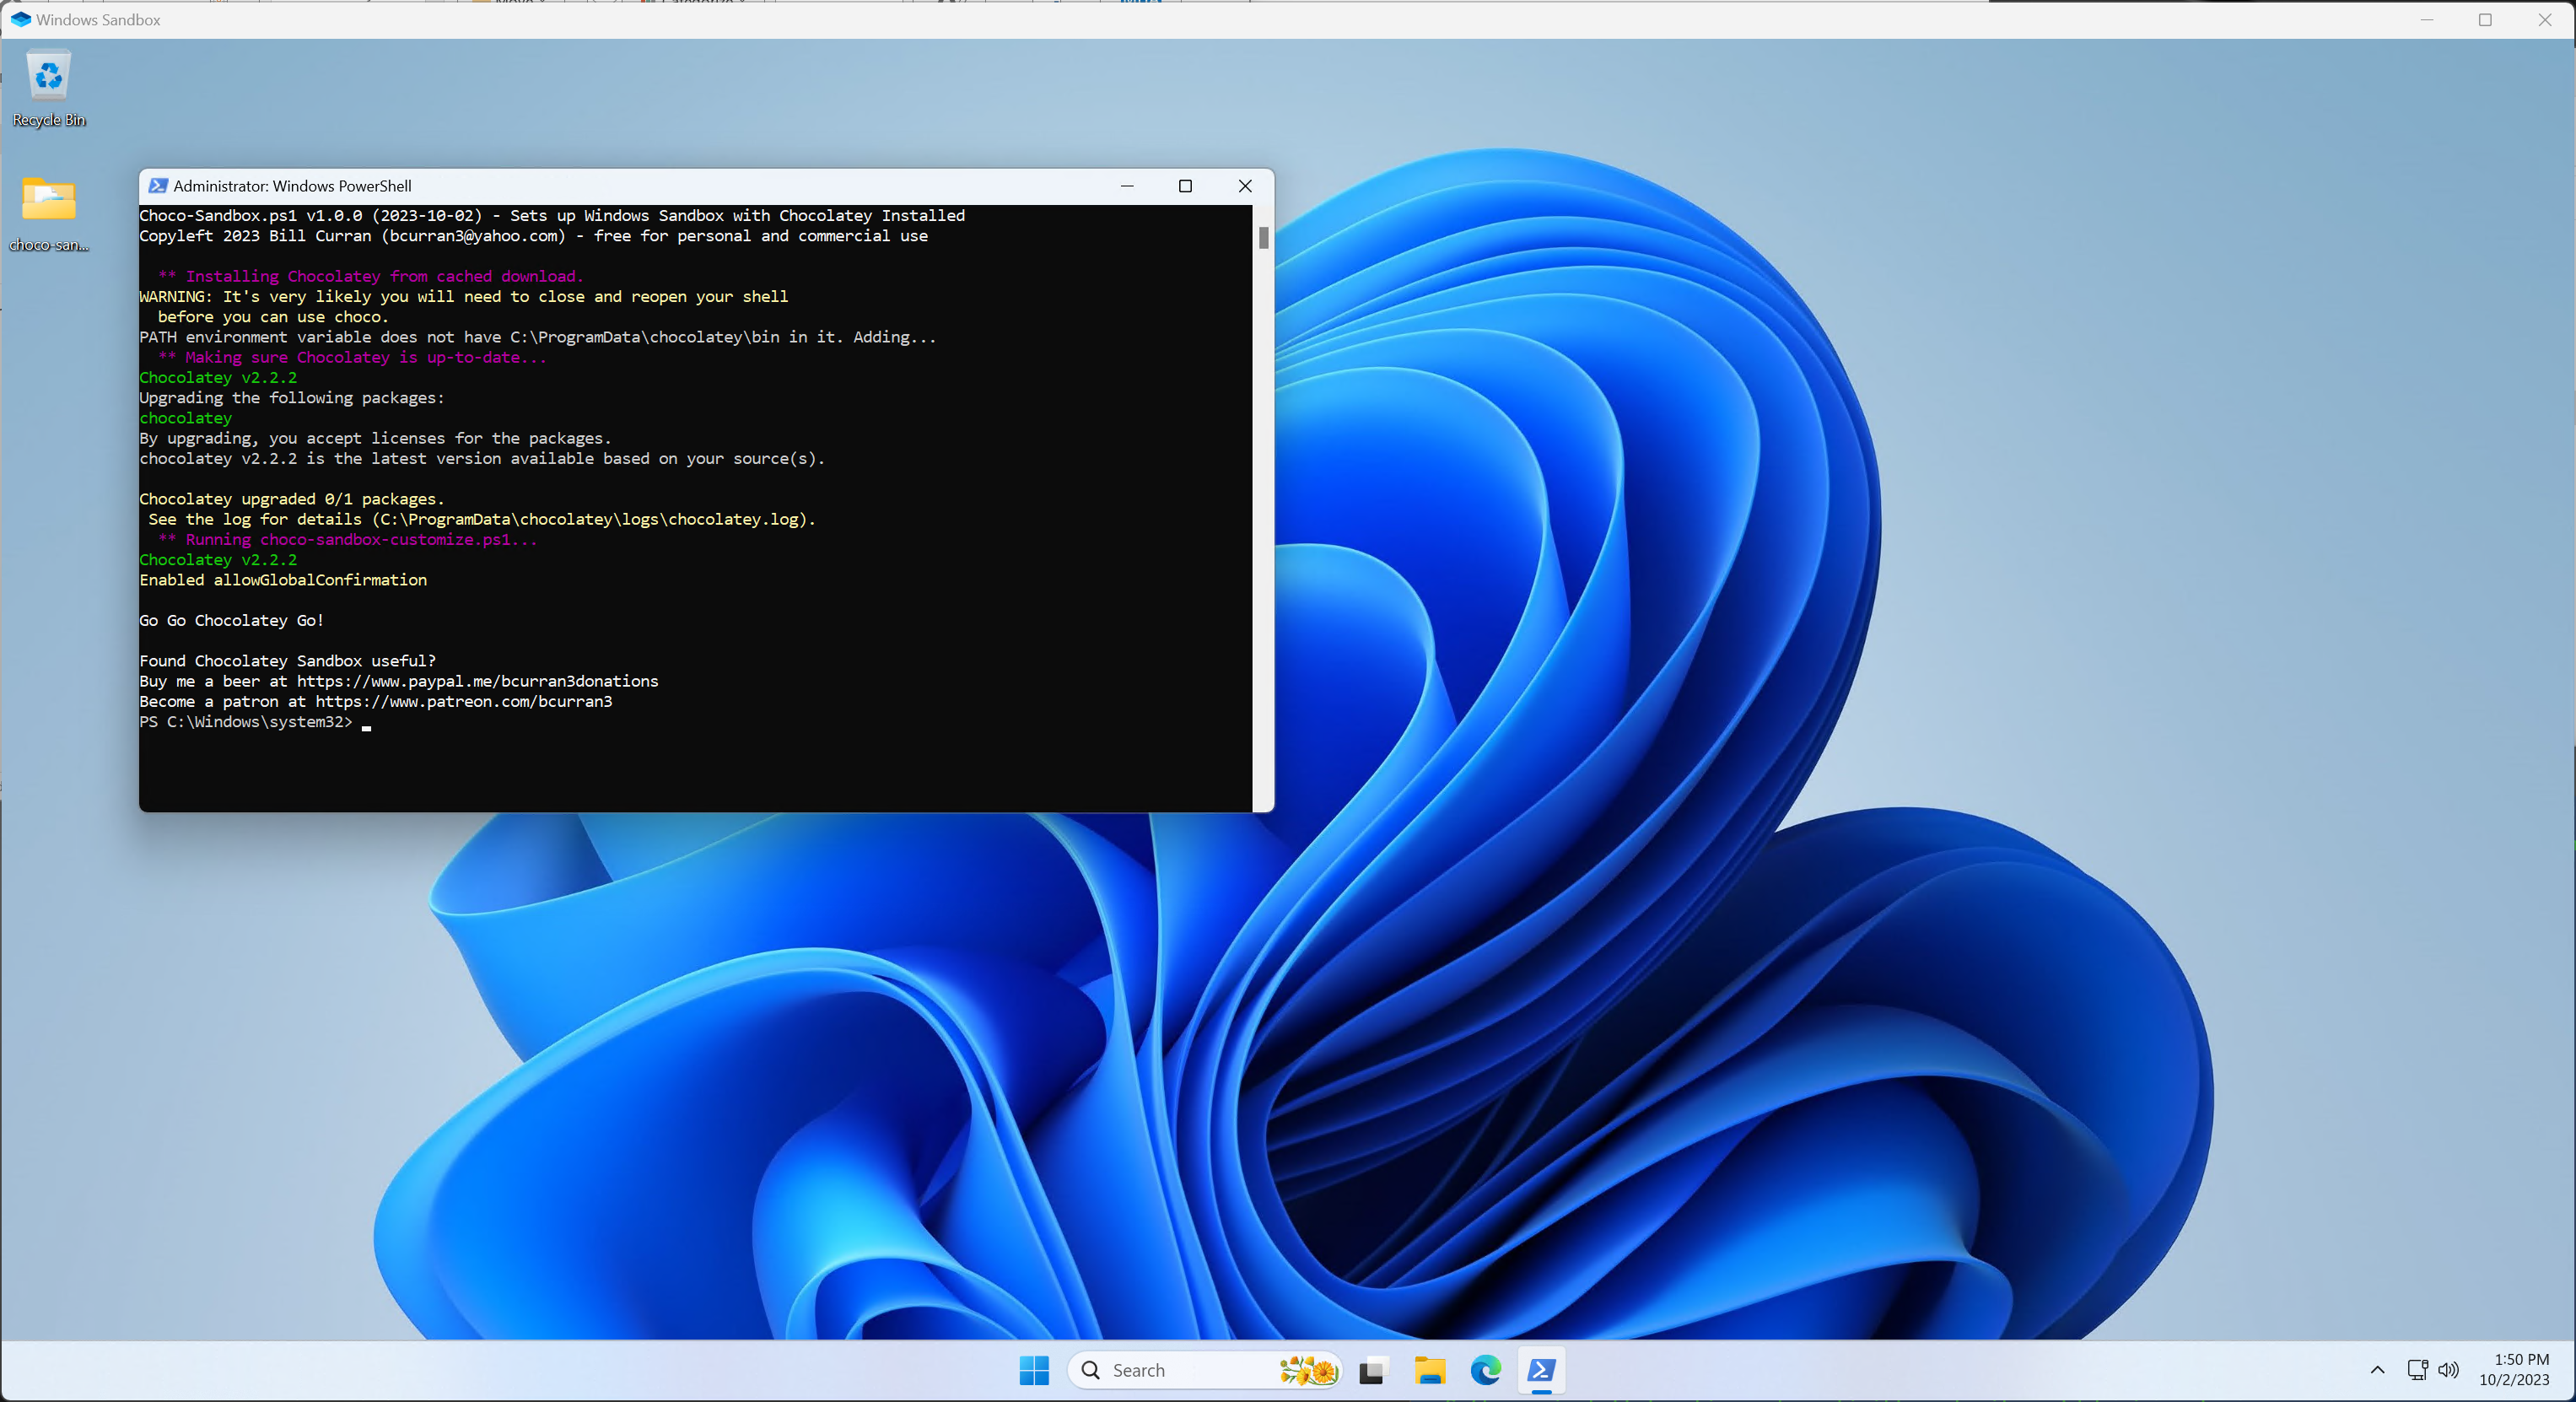 Windows Sandbox
Recycle Bin
choco-san...
Administrator: Windows PowerShell
Choco-Sandbox.ps1 v1.0.0 (2023-10-02) - Sets up Windows Sandbox with Chocolatey Installed
Copyleft 2023 Bill Curran (bcurran3@yahoo.com) - free for personal and commercial use
** Installing Chocolatey from cached download.
WARNING: It's very likely you will need to close and reopen your shell
before you can use choco.
PATH environment variable does not have C:\ProgramData\chocolatey\bin in it. Adding...
** Making sure Chocolatey is up-to-date...
Chocolatey v2.2.2
Upgrading the following packages:
chocolatey
By upgrading, you accept licenses for the packages.
chocolatey v2.2.2 is the latest version available based on your source(s).
Chocolatey upgraded 0/1 packages.
See the log for details (C:\ProgramData\chocolatey\logs\chocolatey.log).
** Running choco-sandbox-customize.ps1...
Chocolatey v2.2.2
Enabled allowGlobalConfirmation
Go Go Chocolatey Go!
Found Chocolatey Sandbox useful?
Buy me a beer at https://www.paypal.me/bcurran3donations
Become a patron at https://www.patreon.com/bcurran3
PS C:\Windows\system32>
Search
1:50 PM
10/2/2023